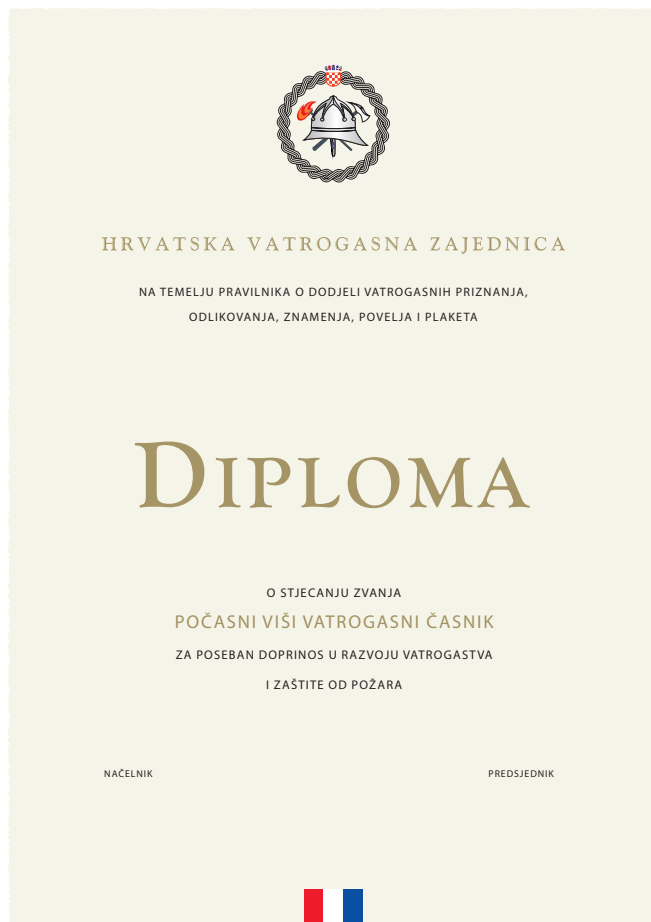 HRVATSKA VATROGASNA ZAJEDNICA
NA TEMELJU PRAVILNIKA O DODJELI VATROGASNIH PRIZNANJA,
ODLIKOVANJA, ZNAMENJA, POVELJA I PLAKETA
DIPLOMA
O STJECANJU ZVANJA
POČASNI VIŠI VATROGASNI ČASNIK
ZA POSEBAN DOPRINOS U RAZVOJU VATROGASTVA
I ZAŠTITE OD POŽARA
NAČELNIK PREDSJEDNIK